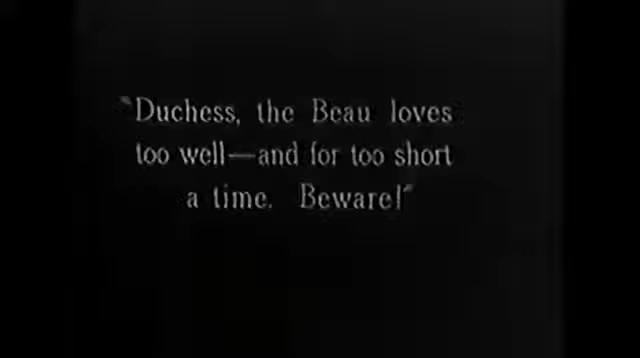 "Duchess, the Beau loves
too well—and for too short
a time. Beware!"